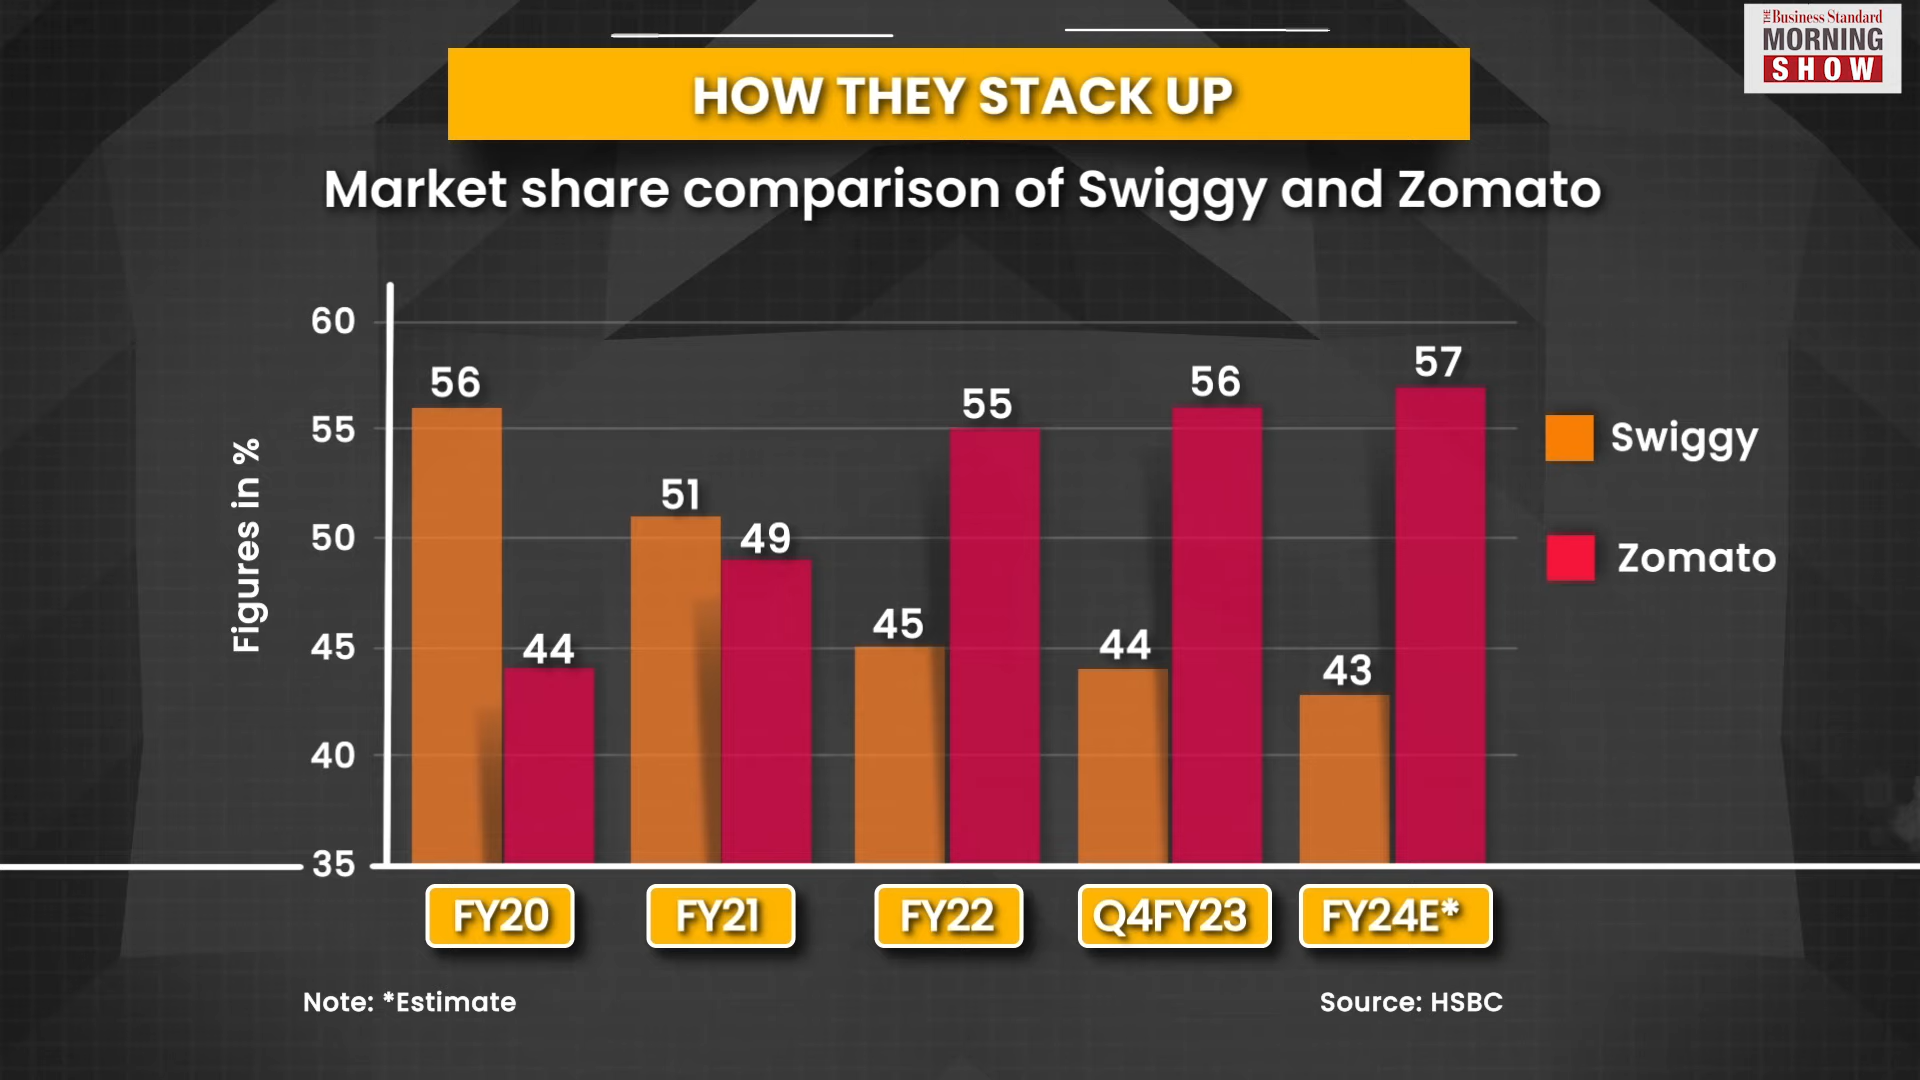 THE Business Standard
MORNING
SHOW
HOW THEY STACK UP
Market share comparison of Swiggy and Zomato
Figures in %
60
55
50
45
40
35
56
44
51
49
45
55
44
56
43
57
Swiggy
Zomato
FY20
FY21
FY22
Q4FY23
FY24E*
Note: *Estimate
Source: HSBC